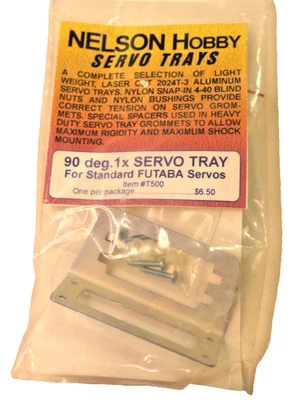 NELSON HOBBY
SERVO TRAYS
A COMPLETE SELECTION OF LIGHT
WEIGHT, LASER CUT 2024T-3 ALUMINUM
SERVO TRAYS. NYLON SNAP-IN 4-40 BLIND
NUTS AND NYLON BUSHINGS PROVIDE
CORRECT TENSION ON SERVO GROM-
METS. SPECIAL SPACERS USED IN HEAVY
DUTY SERVO TRAY GROMMETS TO ALLOW
MAXIMUM RIGIDITY AND MAXIMUM SHOCK
MOUNTING.
90 deg.1x SERVO TRAY
For Standard FUTABA Servos
Item #T500
One per package.............$6.50